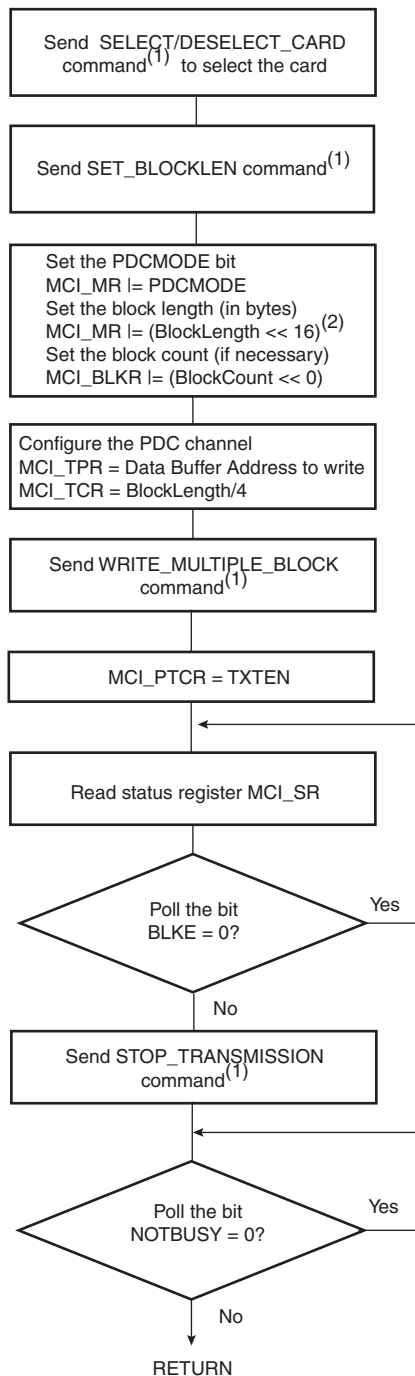 Send SELECT/DESELECT_CARD
command(1) to select the card
Send SET_BLOCKLEN command(1)
Set the PDCMODE bit
MCI_MR |= PDCMODE
Set the block length (in bytes)
MCI_MR |= (BlockLength << 16)(2)
Set the block count (if necessary)
MCI_BLKR |= (BlockCount << 0)
Configure the PDC channel
MCI_TPR = Data Buffer Address to write
MCI_TCR = BlockLength/4
Send WRITE_MULTIPLE_BLOCK
command(1)
MCI_PTCR = TXTEN
Read status register MCI_SR
Poll the bit
BLKE = 0?
Yes
No
Send STOP_TRANSMISSION
command(1)
Poll the bit
NOTBUSY = 0?
Yes
No
RETURN